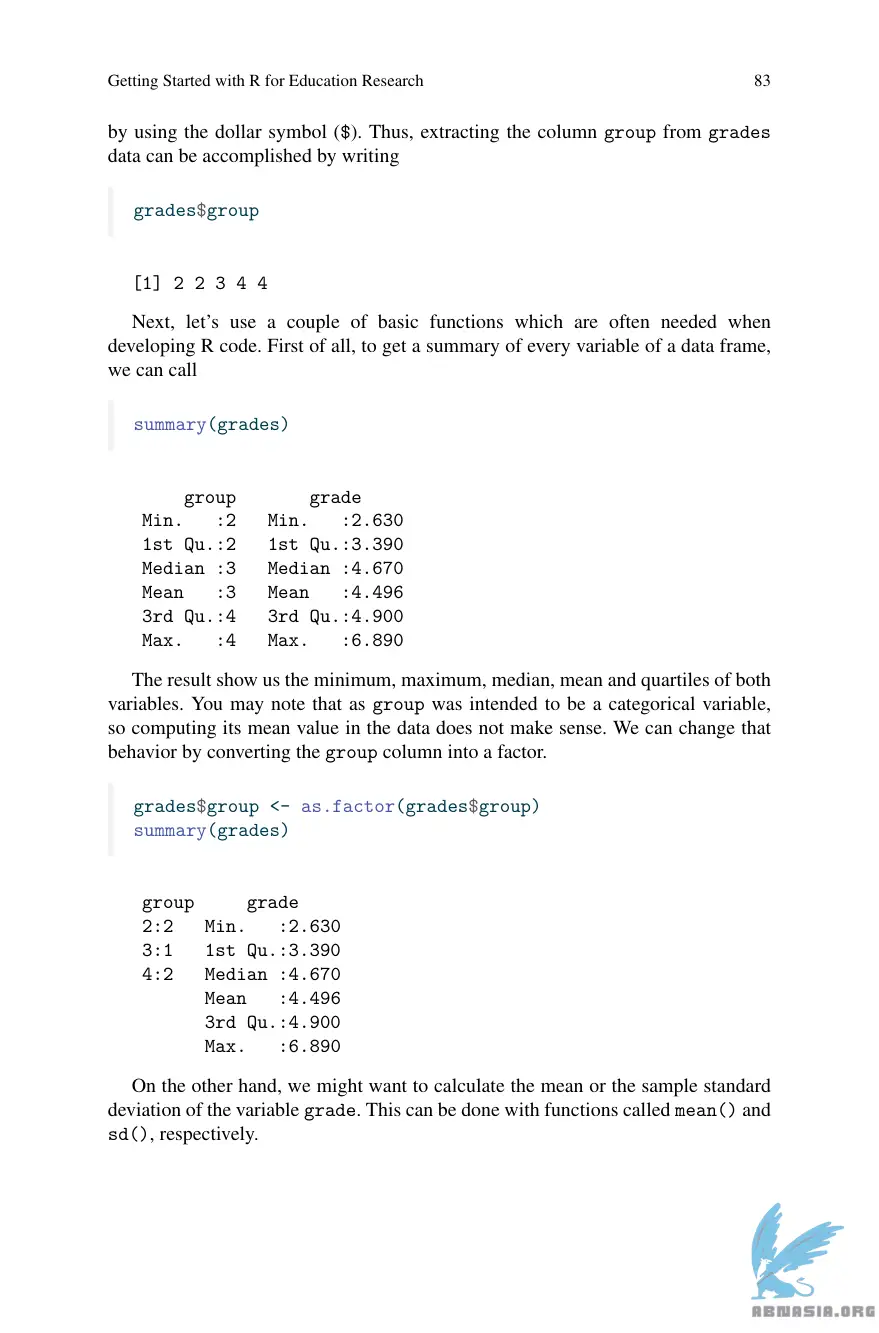 Getting Started with R for Education Research 83
by using the dollar symbol ($). Thus, extracting the column group from grades
data can be accomplished by writing
grades$group
[1] 2 2 3 4 4
Next, let's use a couple of basic functions which are often needed when
developing R code. First of all, to get a summary of every variable of a data frame,
we can call
summary(grades)
group grade
Min. :2 Min. :2.630
1st Qu.:2 1st Qu.:3.390
Median :3 Median :4.670
Mean :3 Mean :4.496
3rd Qu.:4 3rd Qu.:4.900
Max. :4 Max. :6.890
The result show us the minimum, maximum, median, mean and quartiles of both
variables. You may note that as group was intended to be a categorical variable,
so computing its mean value in the data does not make sense. We can change that
behavior by converting the group column into a factor.
grades$group <- as.factor(grades$group)
summary(grades)
group grade
2:2 Min. :2.630
3:1 1st Qu.:3.390
4:2 Median :4.670
Mean :4.496
3rd Qu.:4.900
Max. :6.890
On the other hand, we might want to calculate the mean or the sample standard
deviation of the variable grade. This can be done with functions called mean() and
sd(), respectively.
ABNASIA.ORG